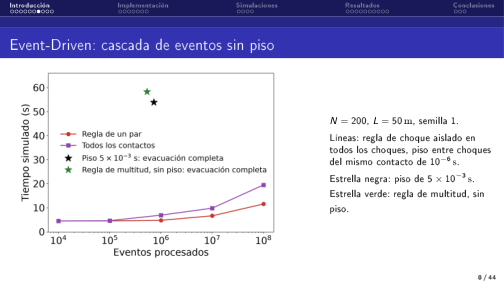 Introducción
Implementación
Simulaciones
Resultados
Conclusiones
Event-Driven: cascada de eventos sin piso
Tiempo simulado (s)
60
50
40
30
20
10
0
Regla de un par
Todos los contactos
Piso 5 × 10⁻³ s: evacuación completa
Regla de multitud, sin piso: evacuación completa
10⁴ 10⁵ 10⁶ 10⁷ 10⁸
Eventos procesados
N = 200, L = 50 m, semilla 1.
Líneas: regla de choque aislado en
todos los choques, piso entre choques
del mismo contacto de 10⁻⁶ s.
Estrella negra: piso de 5 × 10⁻³ s.
Estrella verde: regla de multitud, sin
piso.
8 / 44